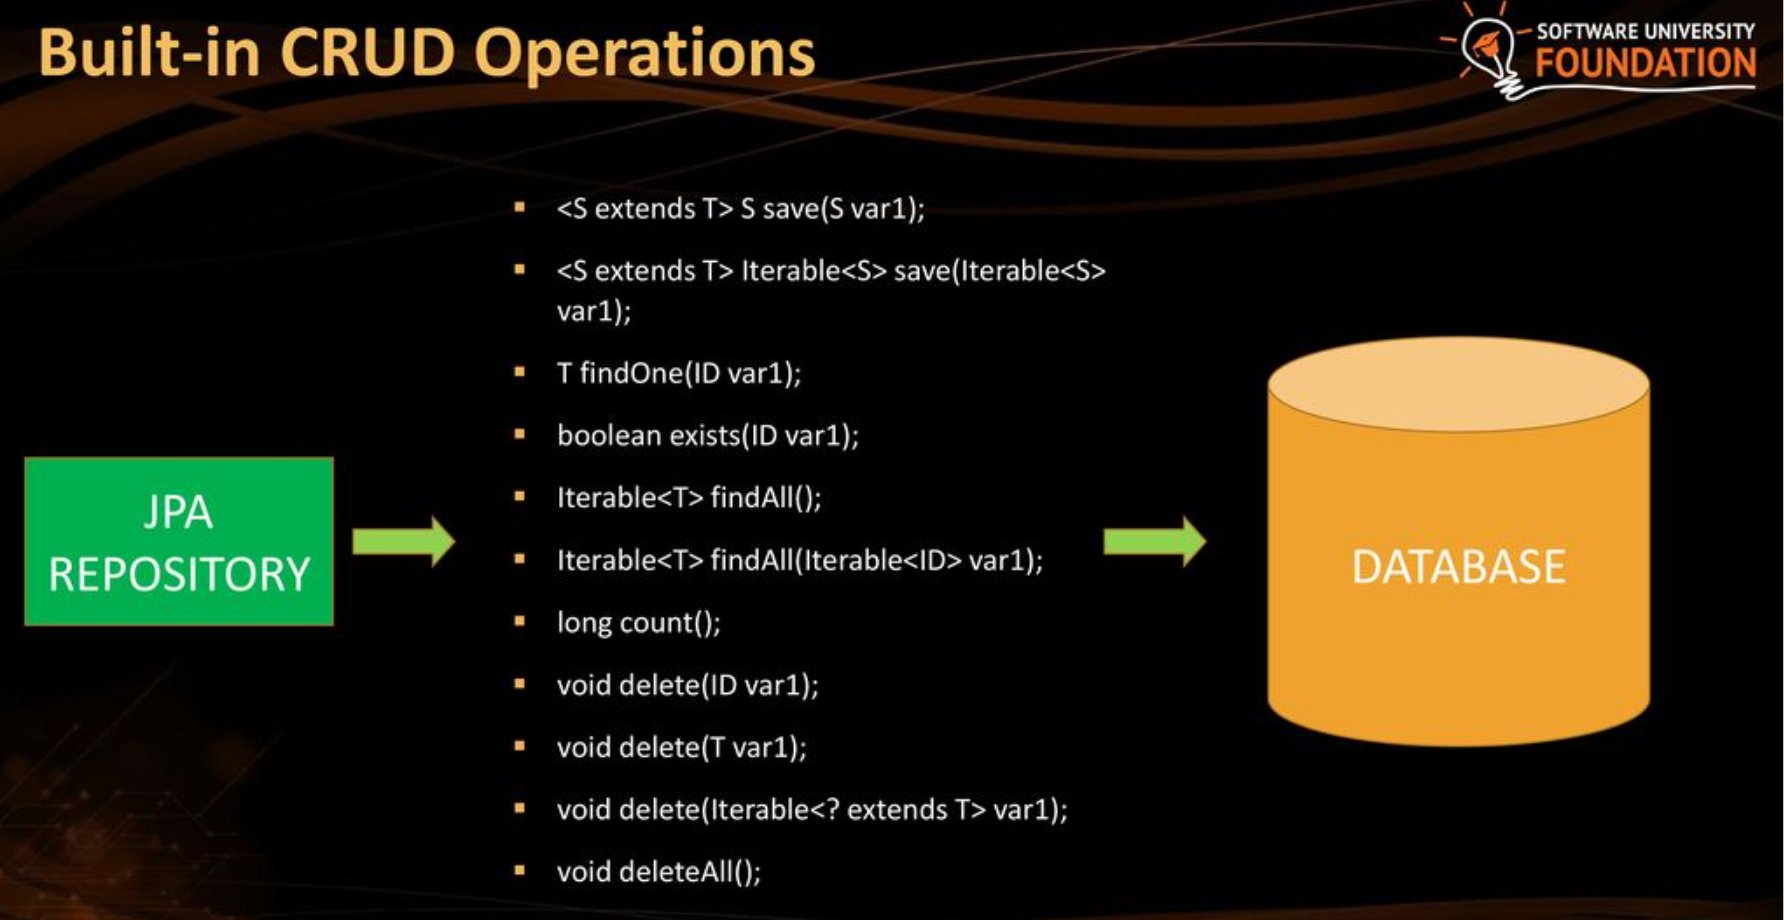 Built-in CRUD Operations
SOFTWARE UNIVERSITY
FOUNDATION
<S extends T> S save(S var1);
<S extends T> Iterable<S> save(Iterable<S>
var1);
T findOne(ID var1);
boolean exists(ID var1);
Iterable<T> findAll();
Iterable<T> findAll(Iterable<ID> var1);
long count();
void delete(ID var1);
void delete(T var1);
void delete(Iterable<? extends T> var1);
void deleteAll();
JPA
REPOSITORY
DATABASE